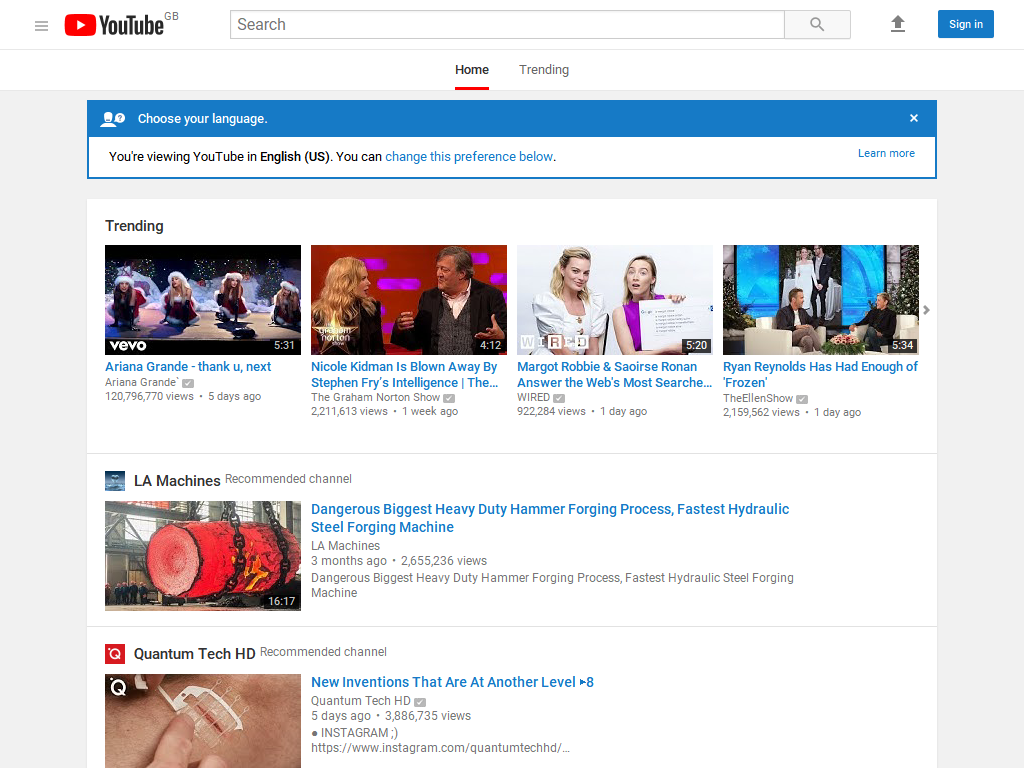 YouTube GB
Search
Sign in
Home
Trending
Choose your language.
×
You're viewing YouTube in English (US). You can change this preference below.
Learn more
Trending
vevo
5:31
graham norton show
4:12
WIRED
5:20
5:34
Ariana Grande - thank u, next
Ariana Grande`
120,796,770 views • 5 days ago
Nicole Kidman Is Blown Away By
Stephen Fry's Intelligence | The...
The Graham Norton Show
2,211,613 views • 1 week ago
Margot Robbie & Saoirse Ronan
Answer the Web's Most Searche...
WIRED
922,284 views • 1 day ago
Ryan Reynolds Has Had Enough of
'Frozen'
TheEllenShow
2,159,562 views • 1 day ago
LA Machines Recommended channel
16:17
Dangerous Biggest Heavy Duty Hammer Forging Process, Fastest Hydraulic
Steel Forging Machine
LA Machines
3 months ago • 2,655,236 views
Dangerous Biggest Heavy Duty Hammer Forging Process, Fastest Hydraulic Steel Forging
Machine
Quantum Tech HD Recommended channel
New Inventions That Are At Another Level ▸8
Quantum Tech HD
5 days ago • 3,886,735 views
● INSTAGRAM ;)
https://www.instagram.com/quantumtechhd/...